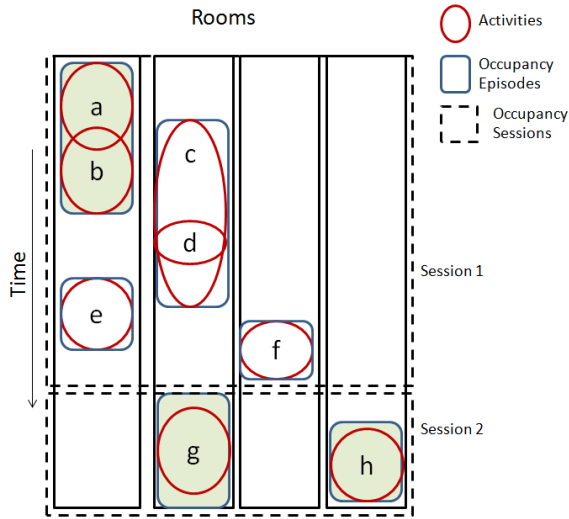 Rooms
Activities
Occupancy
Episodes
Occupancy
Sessions
a
b
c
d
e
f
g
h
Time
Session 1
Session 2